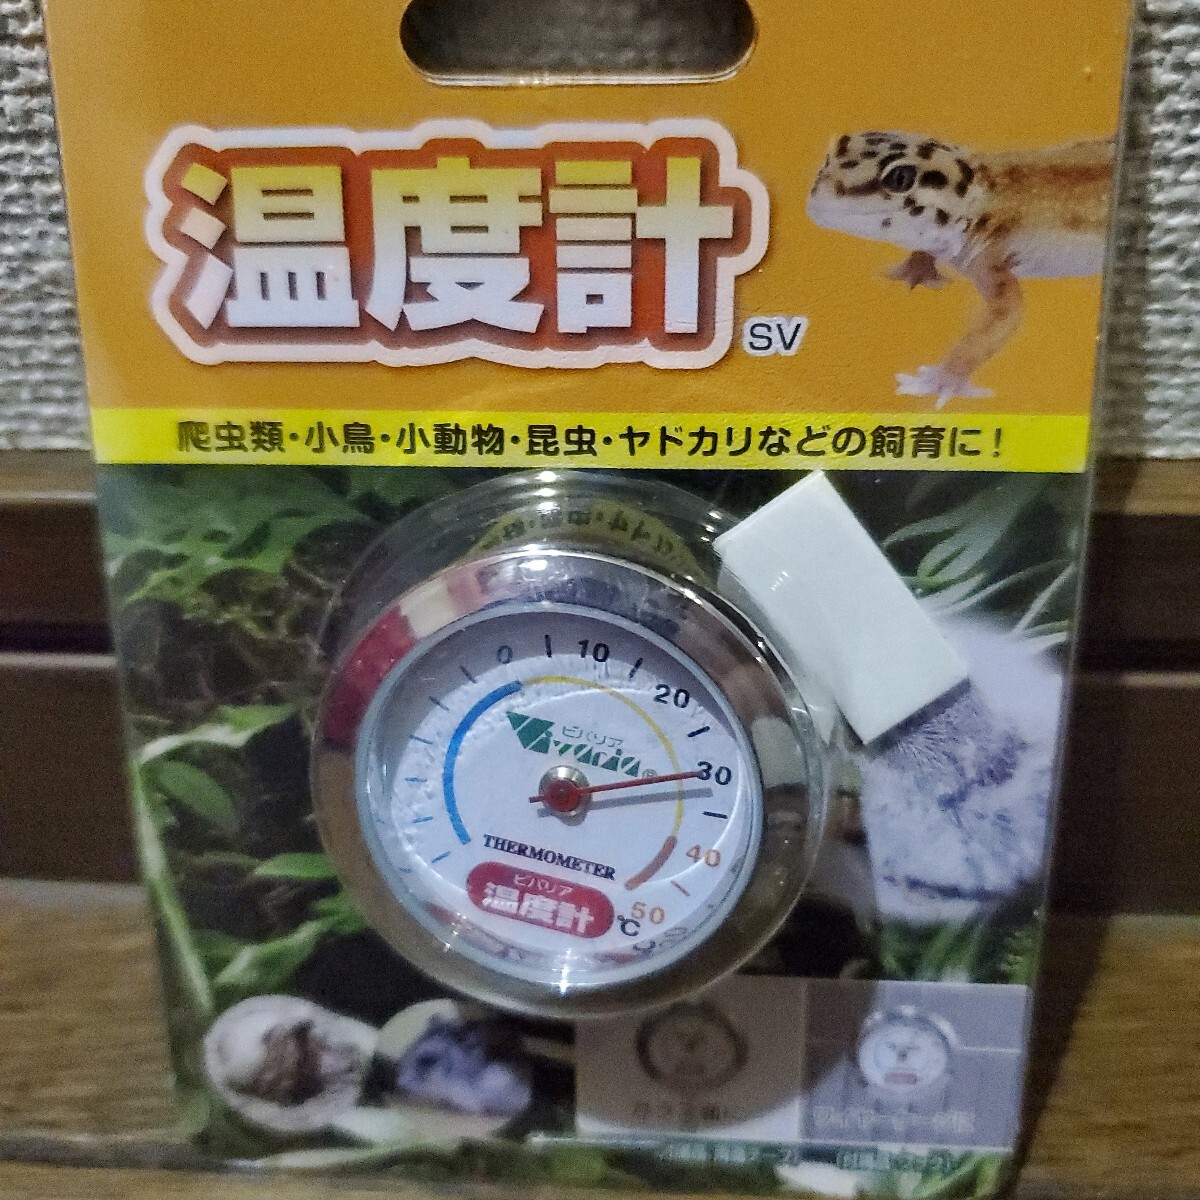 温度計
SV
爬虫類・小鳥・小動物・昆虫・ヤドカリなどの飼育に！
0 10 20 30 40 50 ℃
ビバリア
Vivaria®
THERMOMETER
ビバリア
温度計